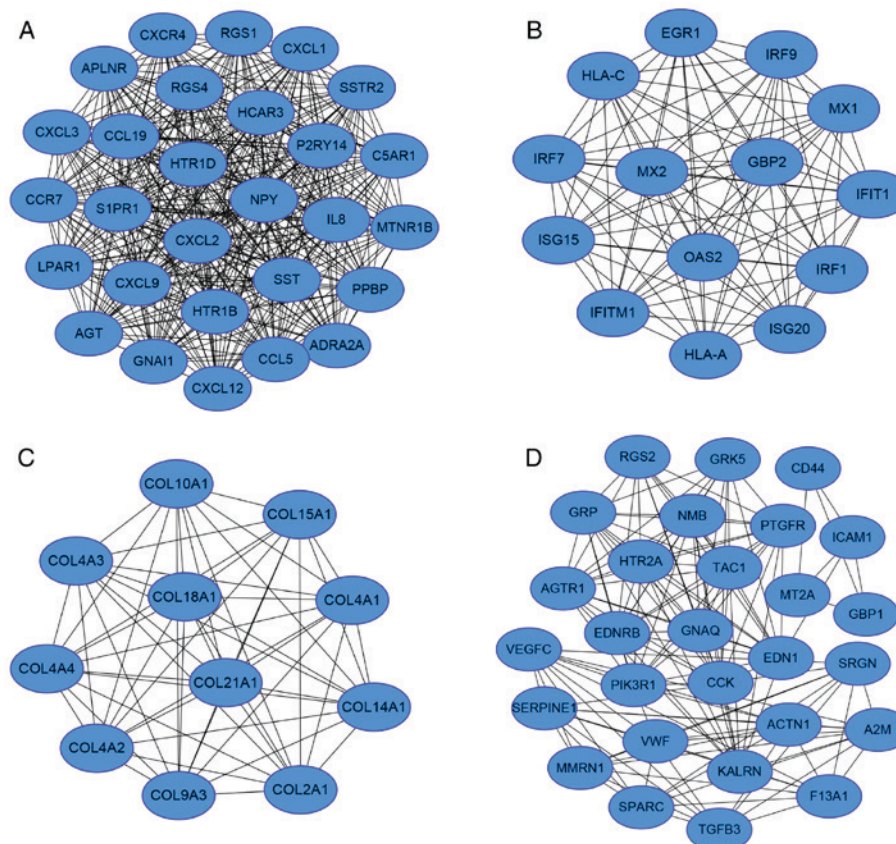 A
CXCR4
RGS1
CXCL1
APLNR
RGS4
SSTR2
HCAR3
CXCL3
CCL19
P2RY14
C5AR1
HTR1D
CCR7
S1PR1
NPY
IL8
MTNR1B
CXCL2
LPAR1
CXCL9
SST
PPBP
HTR1B
AGT
GNAI1
CCL5
ADRA2A
CXCL12
B
EGR1
IRF9
HLA-C
MX1
IRF7
MX2
GBP2
IFIT1
ISG15
OAS2
IRF1
IFITM1
ISG20
HLA-A
C
COL10A1
COL15A1
COL4A3
COL18A1
COL4A1
COL4A4
COL21A1
COL14A1
COL4A2
COL9A3
COL2A1
D
RGS2
GRK5
CD44
GRP
NMB
PTGFR
ICAM1
HTR2A
TAC1
AGTR1
MT2A
GBP1
EDNRB
GNAQ
VEGFC
EDN1
SRGN
PIK3R1
CCK
SERPINE1
ACTN1
A2M
VWF
MMRN1
KALRN
F13A1
SPARC
TGFB3